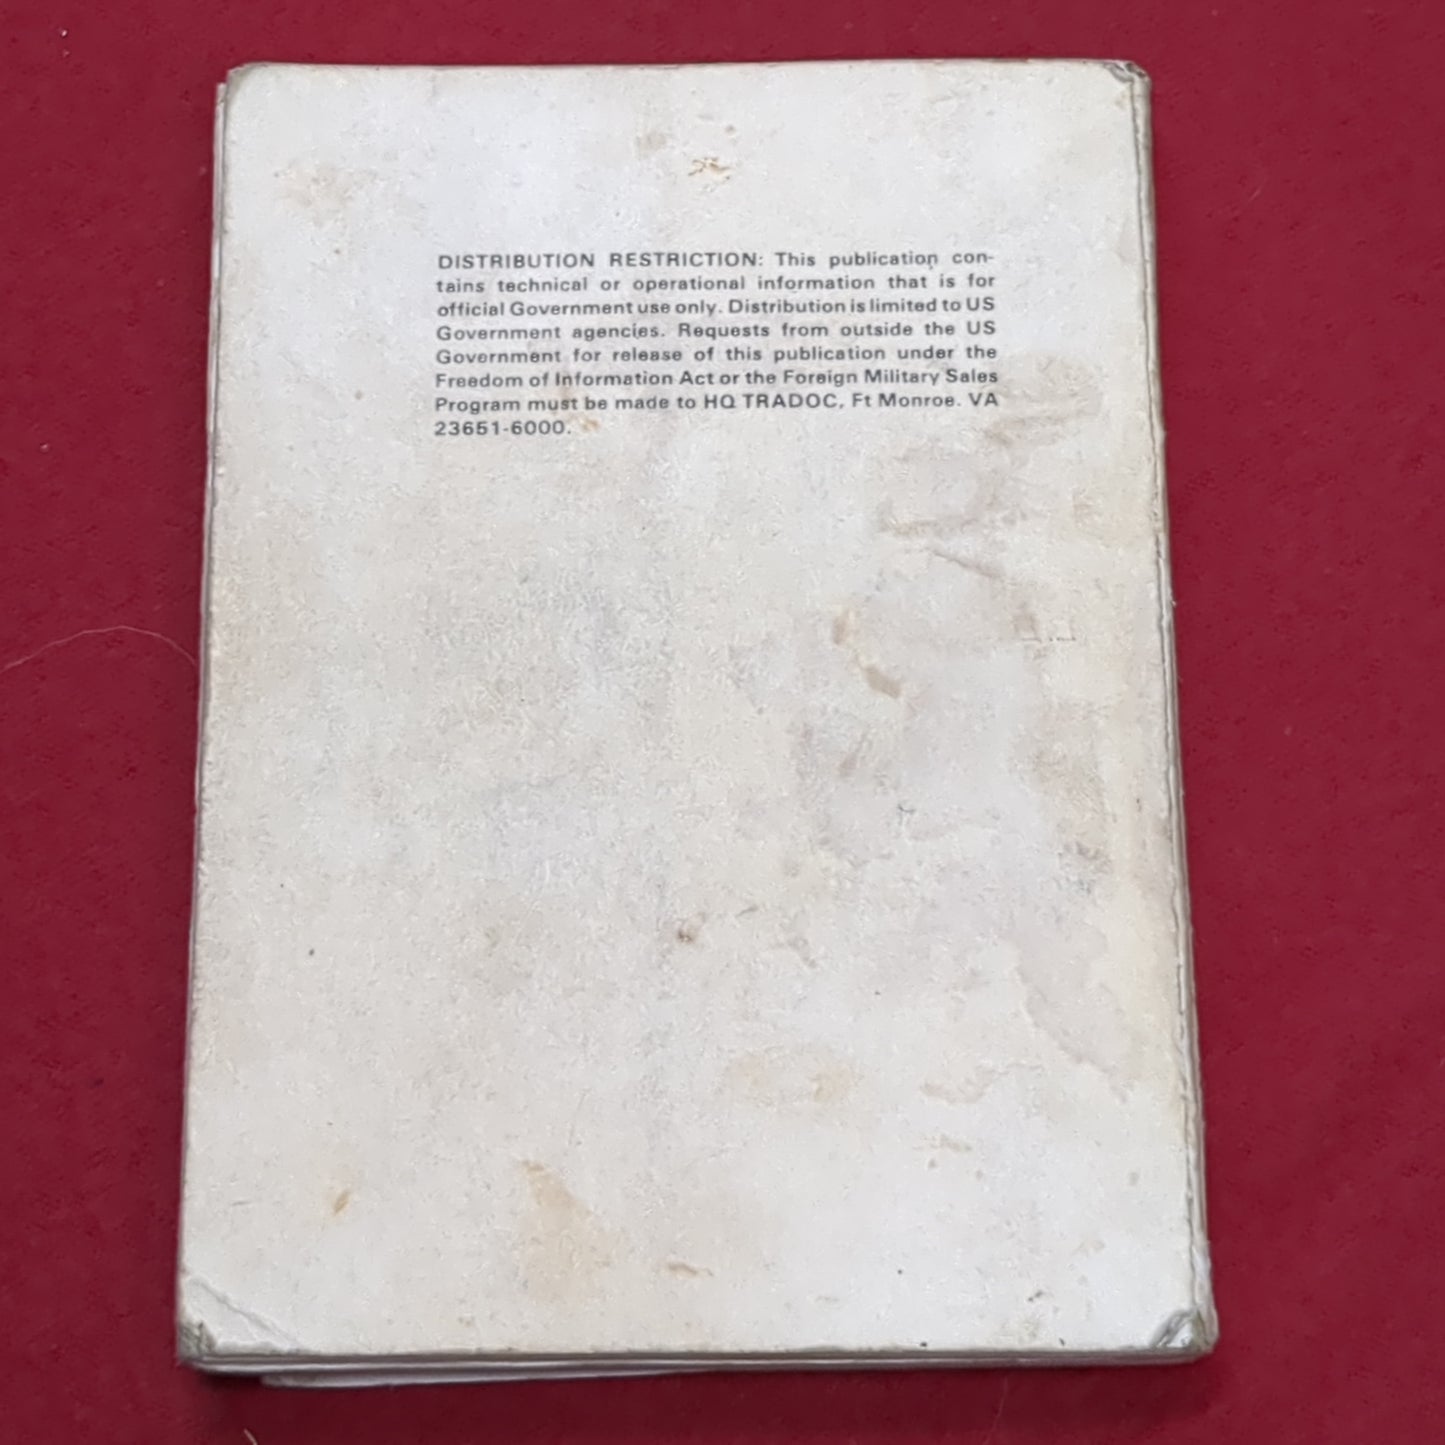 DISTRIBUTION RESTRICTION: This publication con-
tains technical or operational information that is for
official Government use only. Distribution is limited to US
Government agencies. Requests from outside the US
Government for release of this publication under the
Freedom of Information Act or the Foreign Military Sales
Program must be made to HQ TRADOC, Ft Monroe. VA
23651-6000.